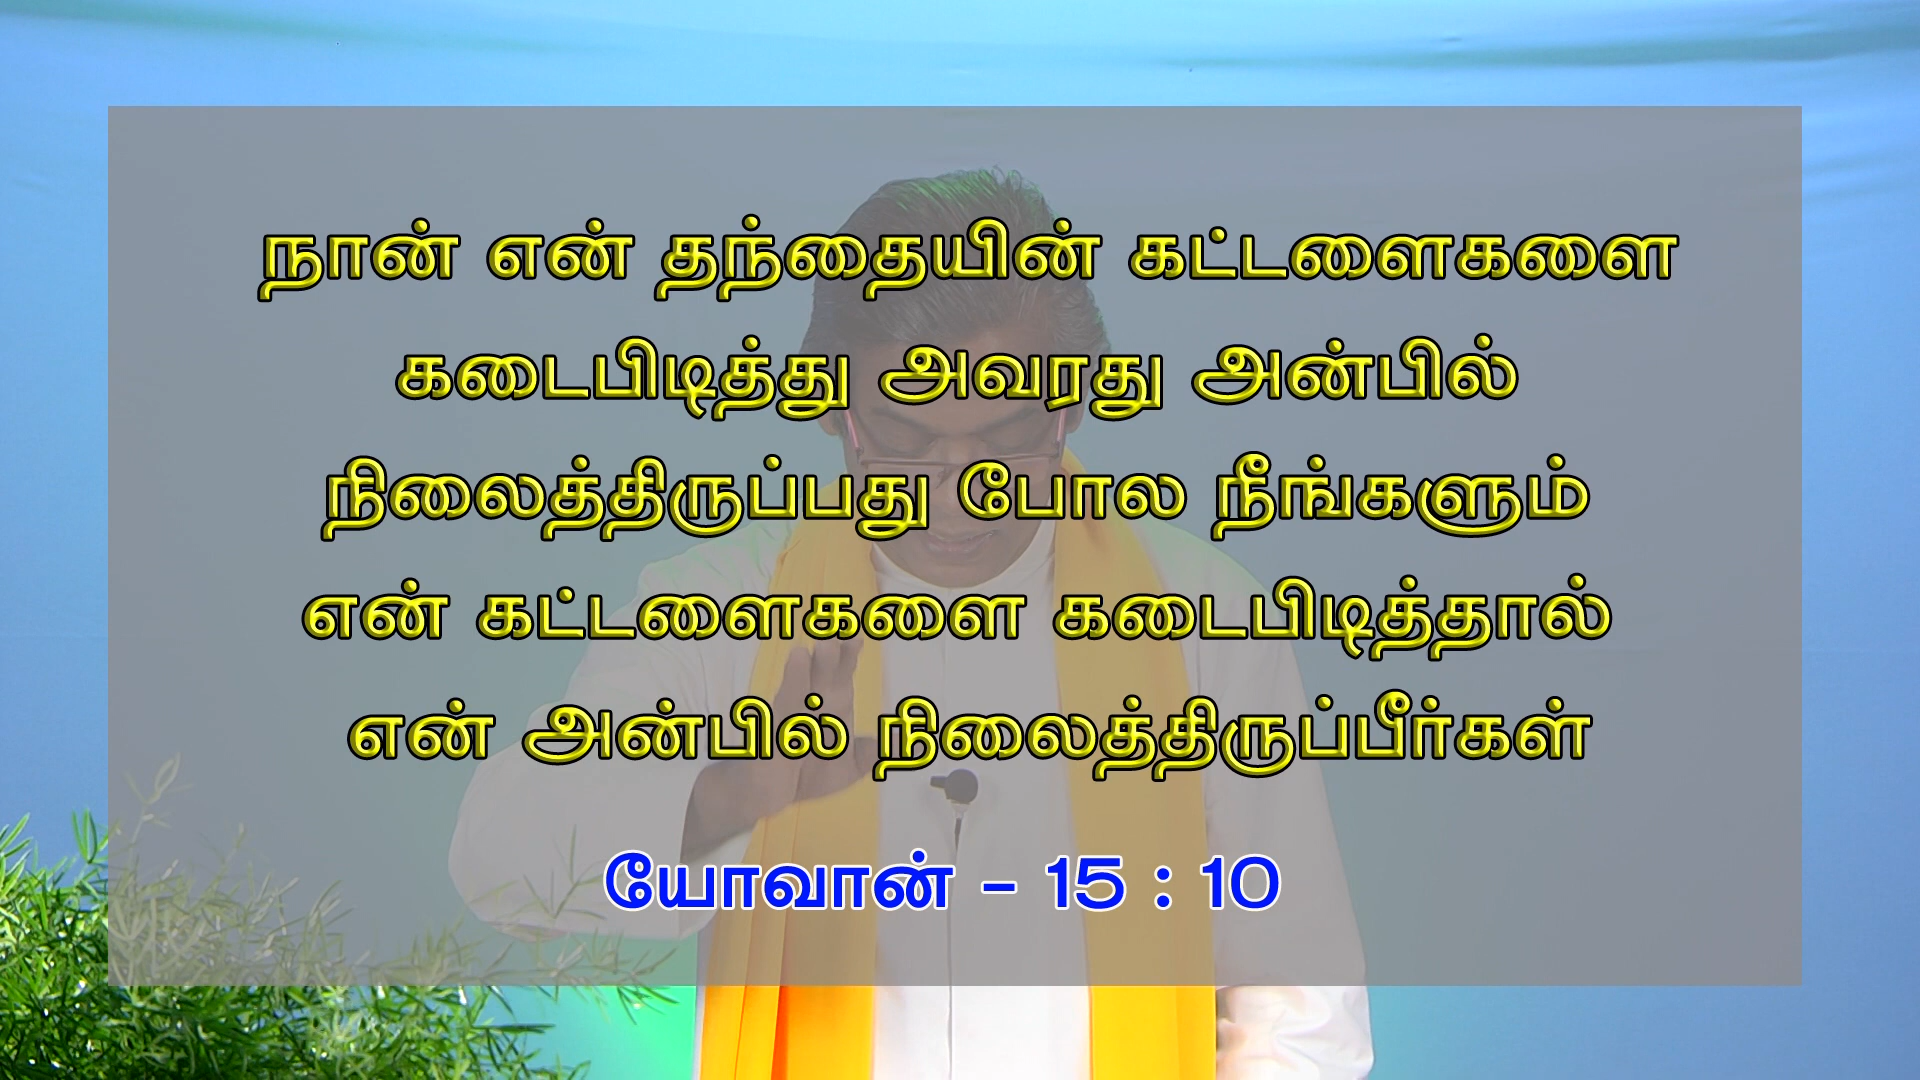 நான் என் தந்தையின் கட்டளைகளை
கடைபிடித்து அவரது அன்பில்
நிலைத்திருப்பது போல நீங்களும்
என் கட்டளைகளை கடைபிடித்தால்
என் அன்பில் நிலைத்திருப்பீர்கள்
யோவான் - 15 : 10